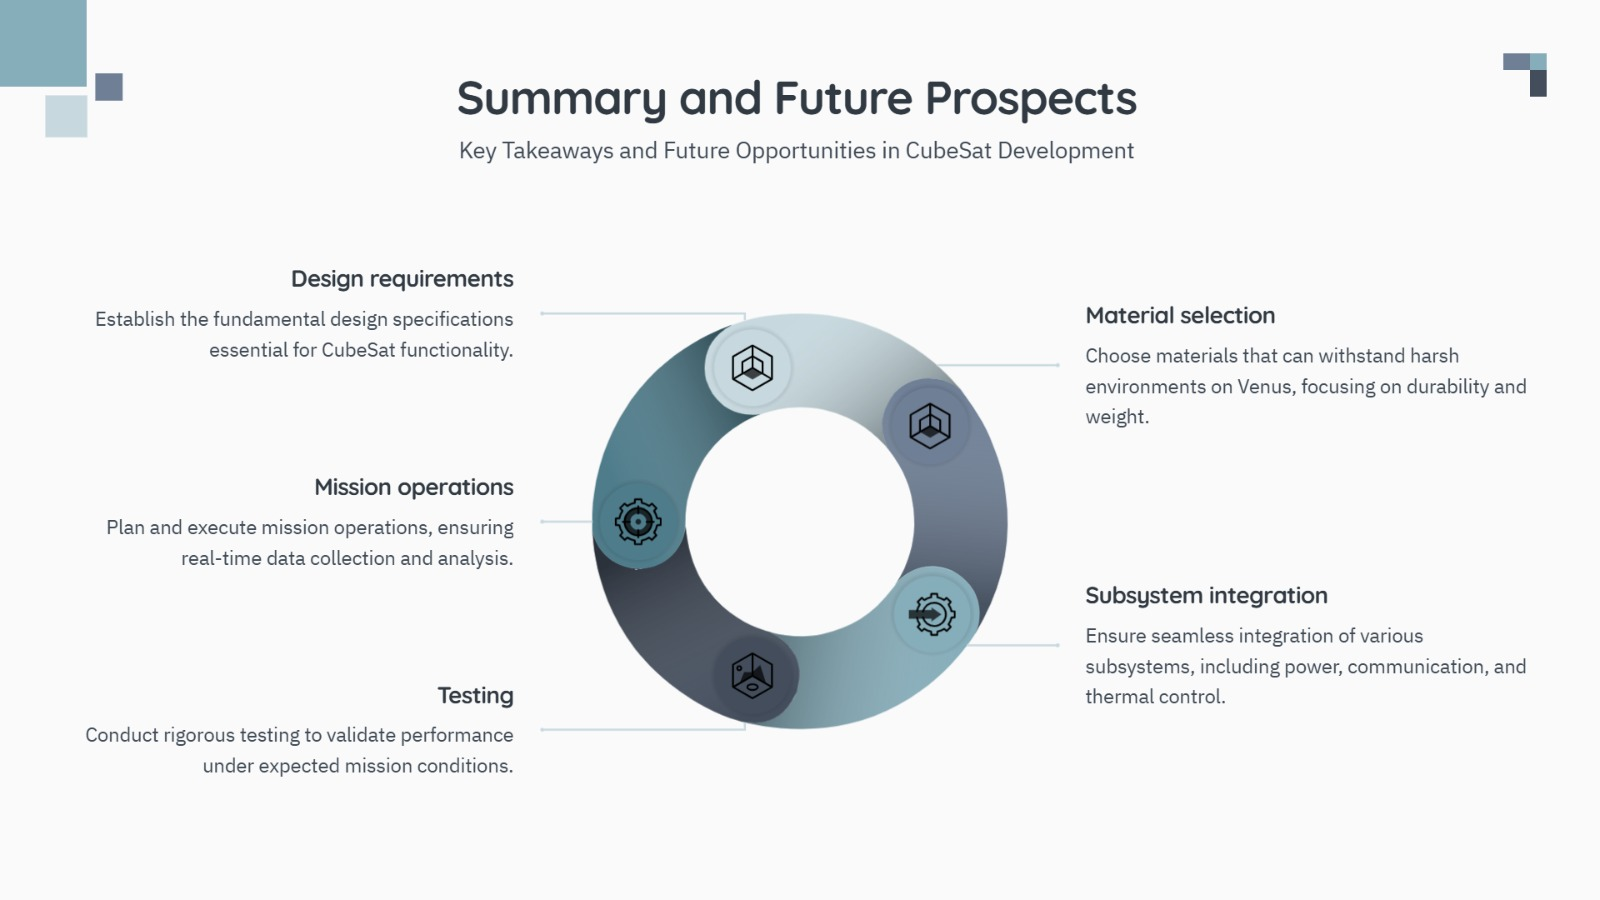 Summary and Future Prospects
Key Takeaways and Future Opportunities in CubeSat Development
Design requirements
Establish the fundamental design specifications
essential for CubeSat functionality.
Material selection
Choose materials that can withstand harsh
environments on Venus, focusing on durability and
weight.
Mission operations
Plan and execute mission operations, ensuring
real-time data collection and analysis.
Subsystem integration
Ensure seamless integration of various
subsystems, including power, communication, and
thermal control.
Testing
Conduct rigorous testing to validate performance
under expected mission conditions.